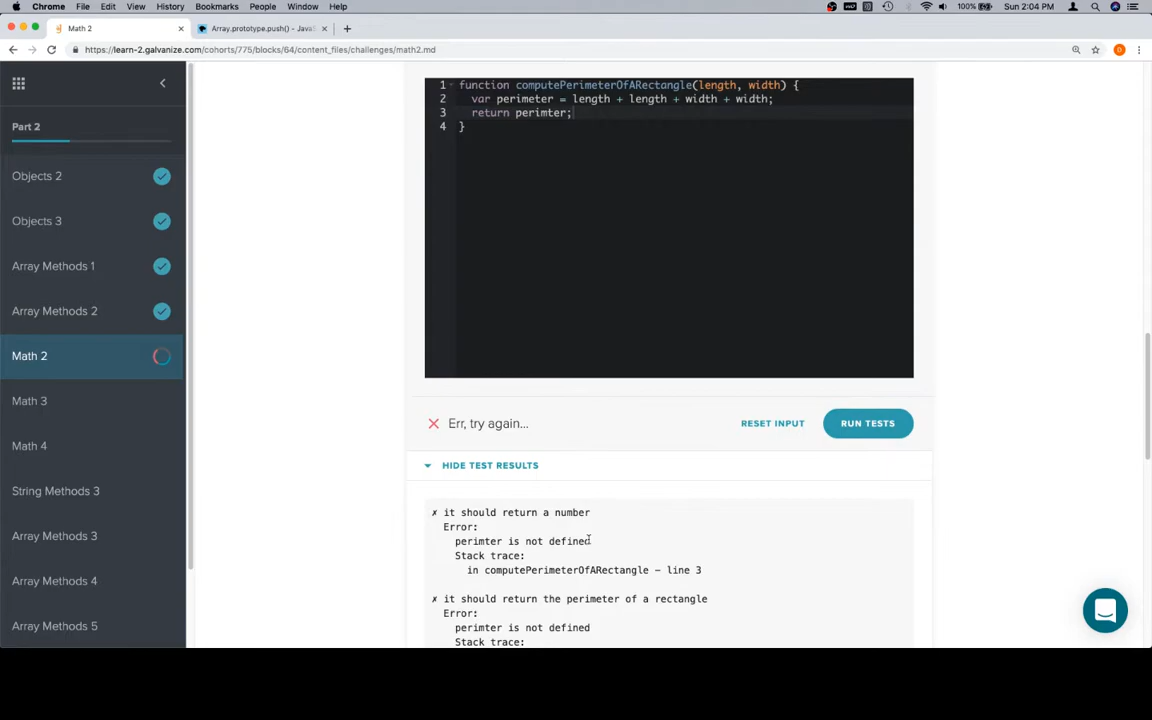 Chrome File Edit View History Bookmarks People Window Help 100% Sun 2:04 PM
Math 2 Array.prototype.push() - Java
https://learn-2.galvanize.com/cohorts/775/blocks/64/content_files/challenges/math2.md
Part 2
Objects 2
Objects 3
Array Methods 1
Array Methods 2
Math 2
Math 3
Math 4
String Methods 3
Array Methods 3
Array Methods 4
Array Methods 5
1 function computePerimeterOfARectangle(length, width) {
2 var perimeter = length + length + width + width;
3 return perimter;
4 }
Err, try again...
RESET INPUT
RUN TESTS
HIDE TEST RESULTS
✗ it should return a number
Error:
perimter is not defined
Stack trace:
in computePerimeterOfARectangle - line 3
✗ it should return the perimeter of a rectangle
Error:
perimter is not defined
Stack trace: